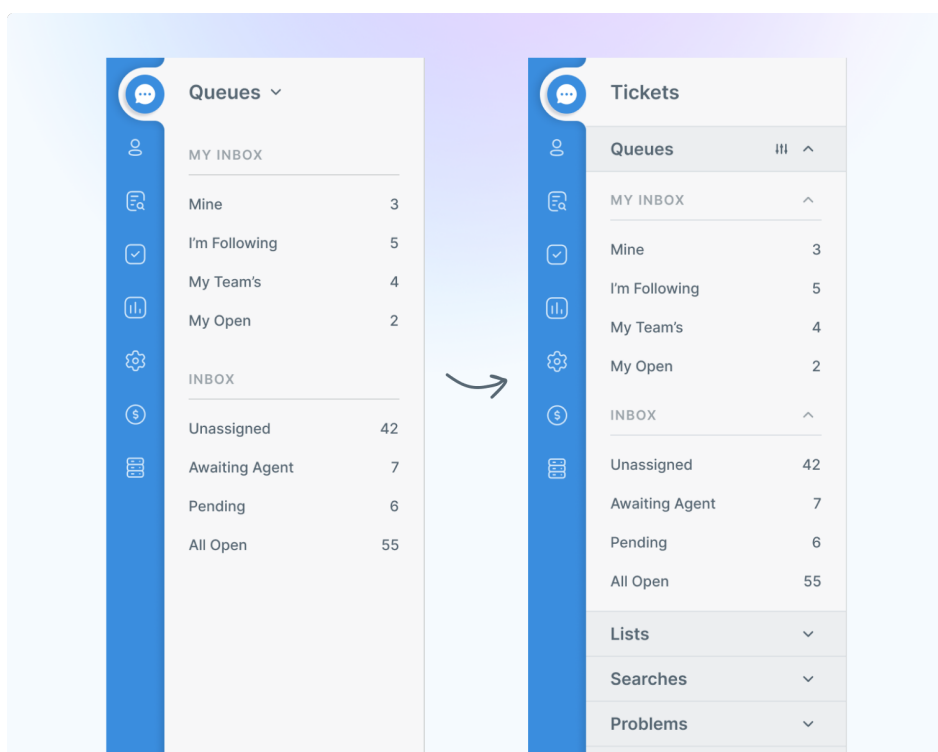 Queues
MY INBOX
Mine 3
I'm Following 5
My Team's 4
My Open 2
INBOX
Unassigned 42
Awaiting Agent 7
Pending 6
All Open 55
Tickets
Queues
MY INBOX
Mine 3
I'm Following 5
My Team's 4
My Open 2
INBOX
Unassigned 42
Awaiting Agent 7
Pending 6
All Open 55
Lists
Searches
Problems